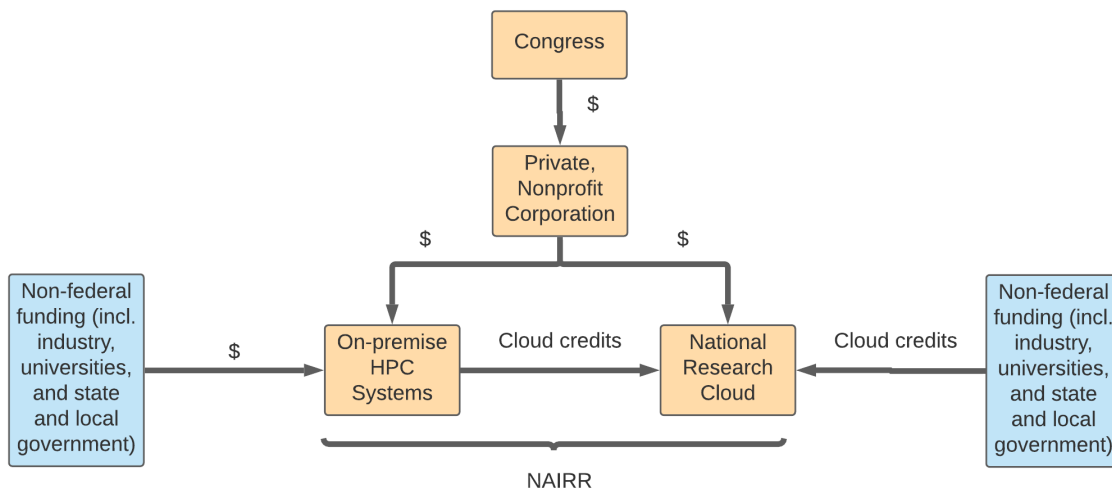 Congress
$
Private,
Nonprofit
Corporation
$
$
Non-federal
funding (incl.
industry,
universities,
and state
and local
government)
$
On-premise
HPC
Systems
Cloud credits
National
Research
Cloud
Cloud credits
Non-federal
funding (incl.
industry,
universities,
and state
and local
government)
NAIRR